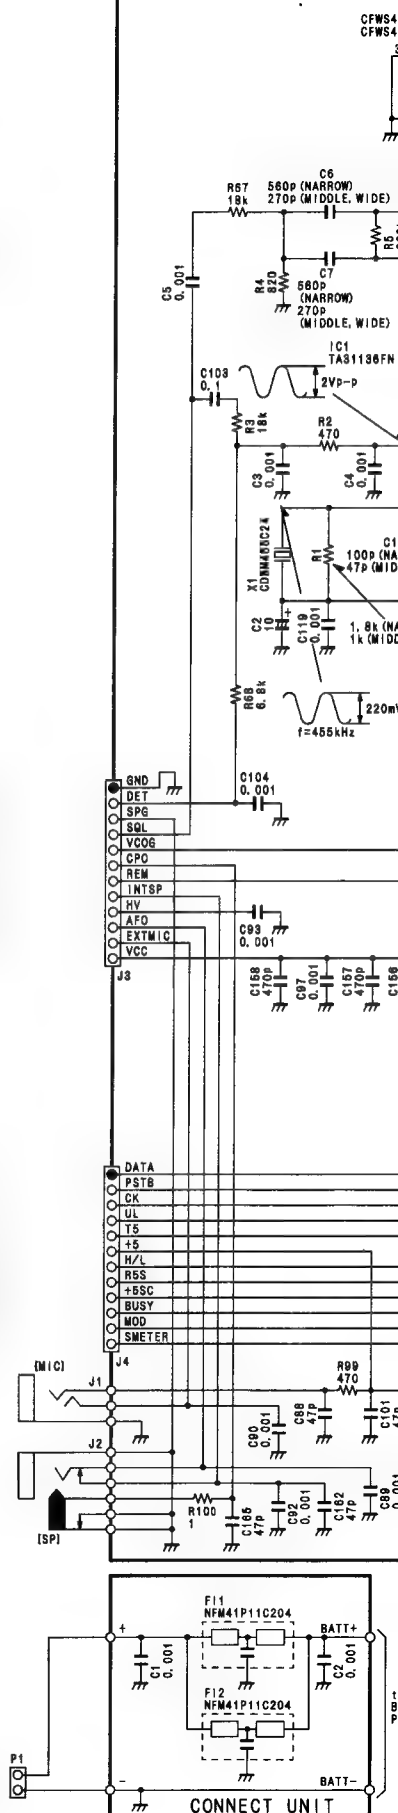 CFWS4
CFWS4
C6
560p (NARROW)
270p (MIDDLE, WIDE)
R67
18k
C5
0.001
R4
820
C7
560p
(NARROW)
270p
(MIDDLE, WIDE)
IC1
TA31136FN
2Vp-p
C103
0.1
R3
18k
R2
470
C3
0.001
C4
0.001
X1
CDBM455C24
R1
C1
100p (NA
47p (MID
C2
10
+
C119
0.001
1.8k (NA
1k (MIDD
R68
6.8k
220mV
f=455kHz
GND
DET
SPG
SQL
VCOG
CPO
REM
INTSP
HV
AFO
EXTMIC
VCC
J3
C104
0.001
C93
0.001
C158
470p
C97
0.001
C157
470p
C156
DATA
PSTB
CK
UL
T5
+5
H/L
R5S
+5SC
BUSY
MOD
SMETER
J4
[MIC]
J1
R99
470
C90
0.001
C88
47p
C101
47p
J2
[SP]
R100
1
C165
47p
C92
0.001
C162
47p
C89
0.001
FI1
NFM41P11C204
+
BATT+
C1
0.001
C2
0.001
FI2
NFM41P11C204
P1
-
BATT-
CONNECT UNIT